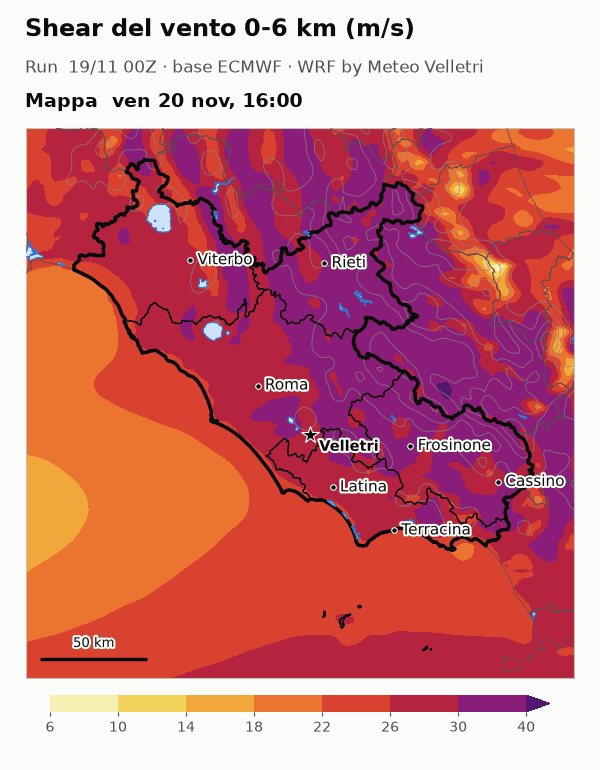 Shear del vento 0-6 km (m/s)
Run  19/11 00Z · base ECMWF · WRF by Meteo Velletri
Mappa  ven 20 nov, 16:00
Viterbo
Rieti
Roma
Velletri
Frosinone
Cassino
Latina
Terracina
50 km
6 10 14 18 22 26 30 40